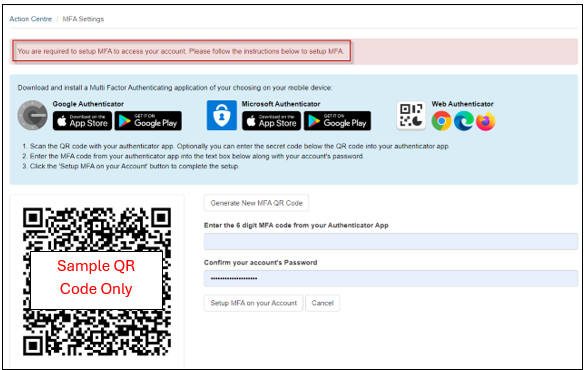 Action Centre / MFA Settings
You are required to setup MFA to access your account. Please follow the instructions below to setup MFA.
Download and install a Multi Factor Authenticating application of your choosing on your mobile device:
Google Authenticator
Download on the App Store
GET IT ON Google Play
Microsoft Authenticator
Download on the App Store
GET IT ON Google Play
Web Authenticator
1. Scan the QR code with your authenticator app. Optionally you can enter the secret code below the QR code into your authenticator app.
2. Enter the MFA code from your authenticator app into the text box below along with your account's password.
3. Click the 'Setup MFA on your Account' button to complete the setup.
Generate New MFA QR Code
Enter the 6 digit MFA code from your Authenticator App
Confirm your account's Password
Setup MFA on your Account
Cancel
Sample QR
Code Only